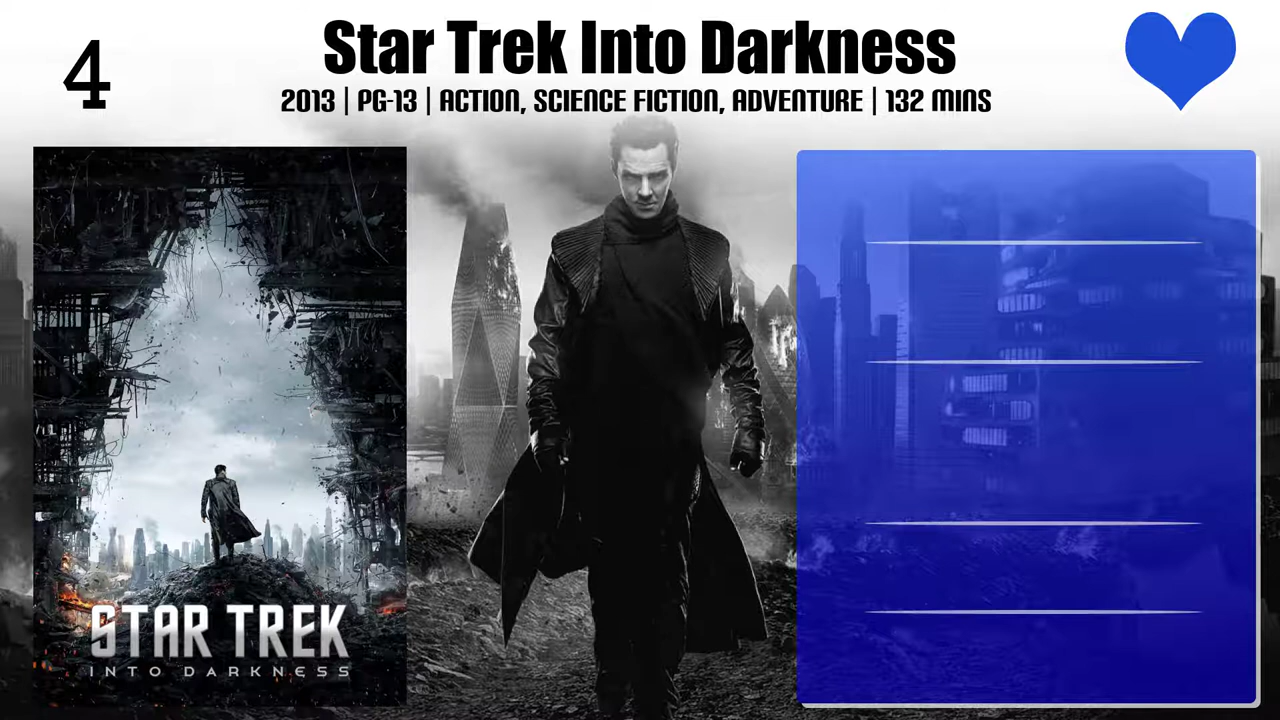 4
Star Trek Into Darkness
2013 | PG-13 | ACTION, SCIENCE FICTION, ADVENTURE | 132 MINS
STAR TREK
INTO DARKNESS